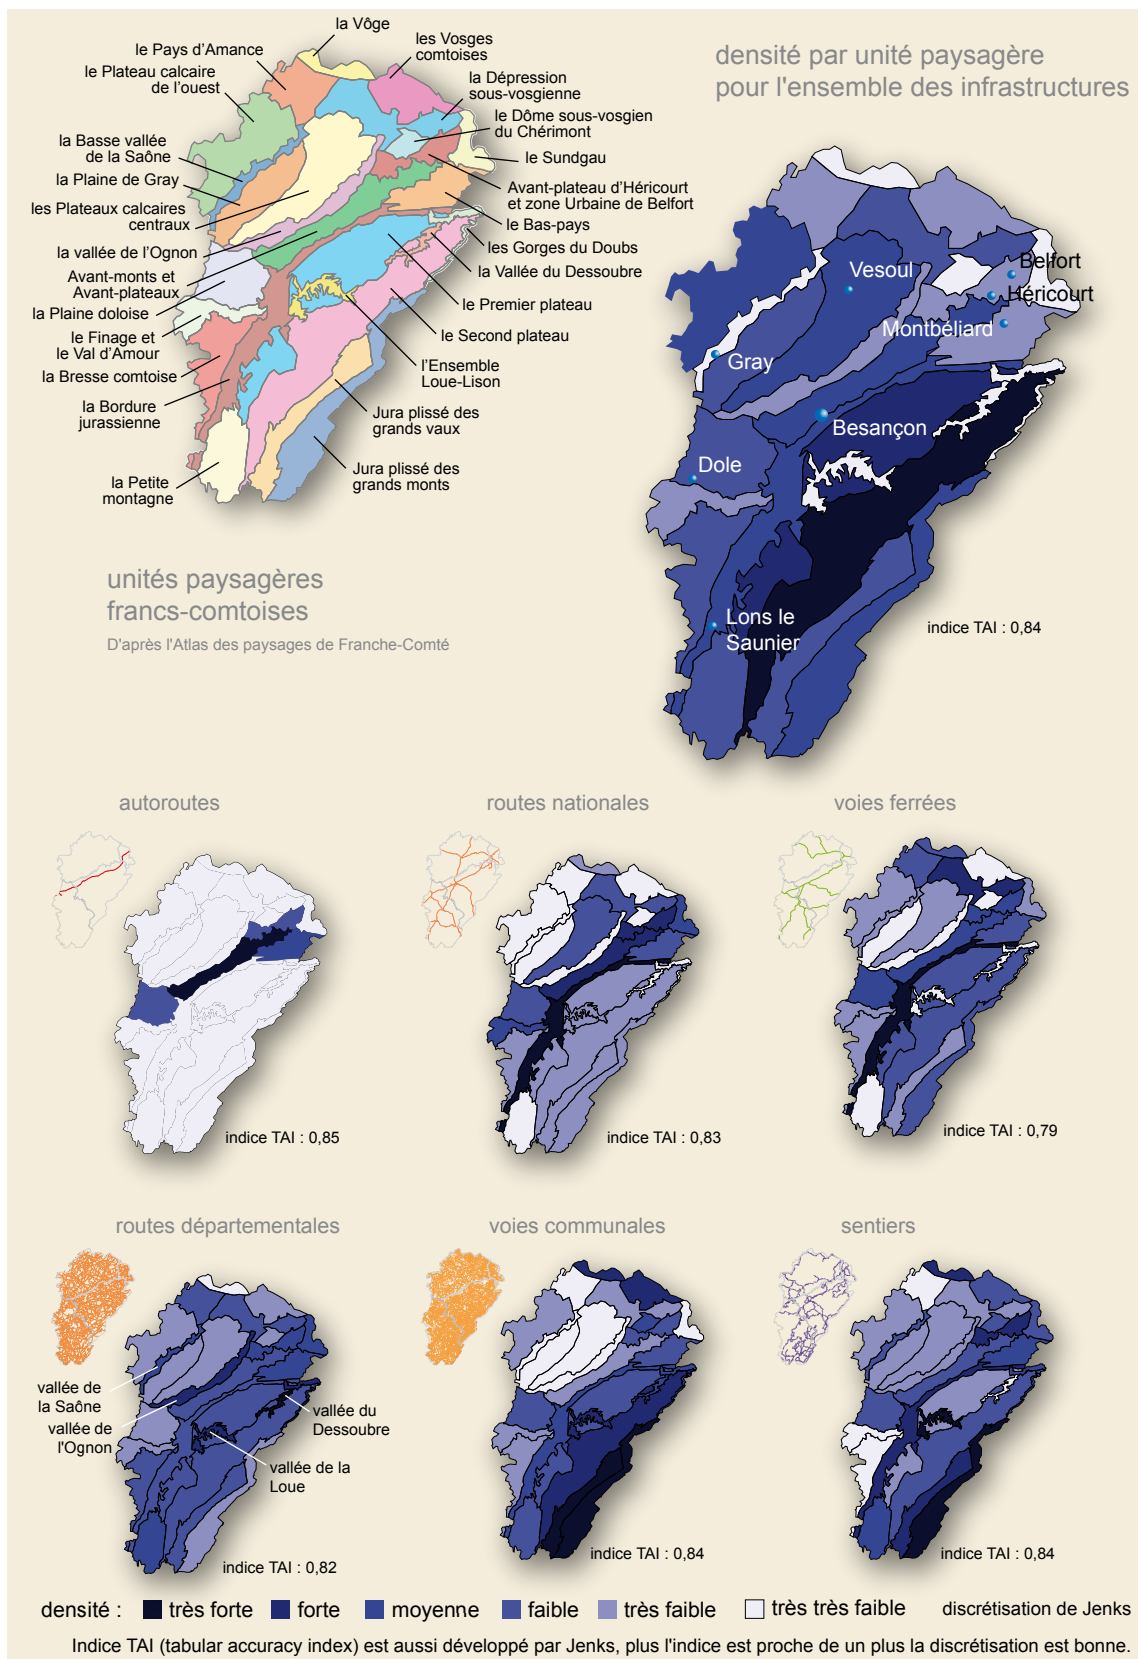 la Vôge
le Pays d'Amance
les Vosges
comtoises
le Plateau calcaire
de l'ouest
la Dépression
sous-vosgienne
le Dôme sous-vosgien
du Chérimont
la Basse vallée
de la Saône
le Sundgau
la Plaine de Gray
Avant-plateau d'Héricourt
et zone Urbaine de Belfort
les Plateaux calcaires
centraux
le Bas-pays
la vallée de l'Ognon
les Gorges du Doubs
Avant-monts et
Avant-plateaux
la Vallée du Dessoubre
la Plaine doloise
le Premier plateau
le Finage et
le Val d'Amour
le Second plateau
la Bresse comtoise
l'Ensemble
Loue-Lison
la Bordure
jurassienne
Jura plissé des
grands vaux
la Petite
montagne
Jura plissé des
grands monts
unités paysagères
francs-comtoises
D'après l'Atlas des paysages de Franche-Comté
densité par unité paysagère
pour l'ensemble des infrastructures
Vesoul
Belfort
Héricourt
Montbéliard
Gray
Besançon
Dole
Lons le
Saunier
indice TAI : 0,84
autoroutes
indice TAI : 0,85
routes nationales
indice TAI : 0,83
voies ferrées
indice TAI : 0,79
routes départementales
vallée de
la Saône
vallée de
l'Ognon
vallée du
Dessoubre
vallée de la
Loue
indice TAI : 0,82
voies communales
indice TAI : 0,84
sentiers
indice TAI : 0,84
densité : très forte forte moyenne faible très faible très très faible discrétisation de Jenks
Indice TAI (tabular accuracy index) est aussi développé par Jenks, plus l'indice est proche de un plus la discrétisation est bonne.